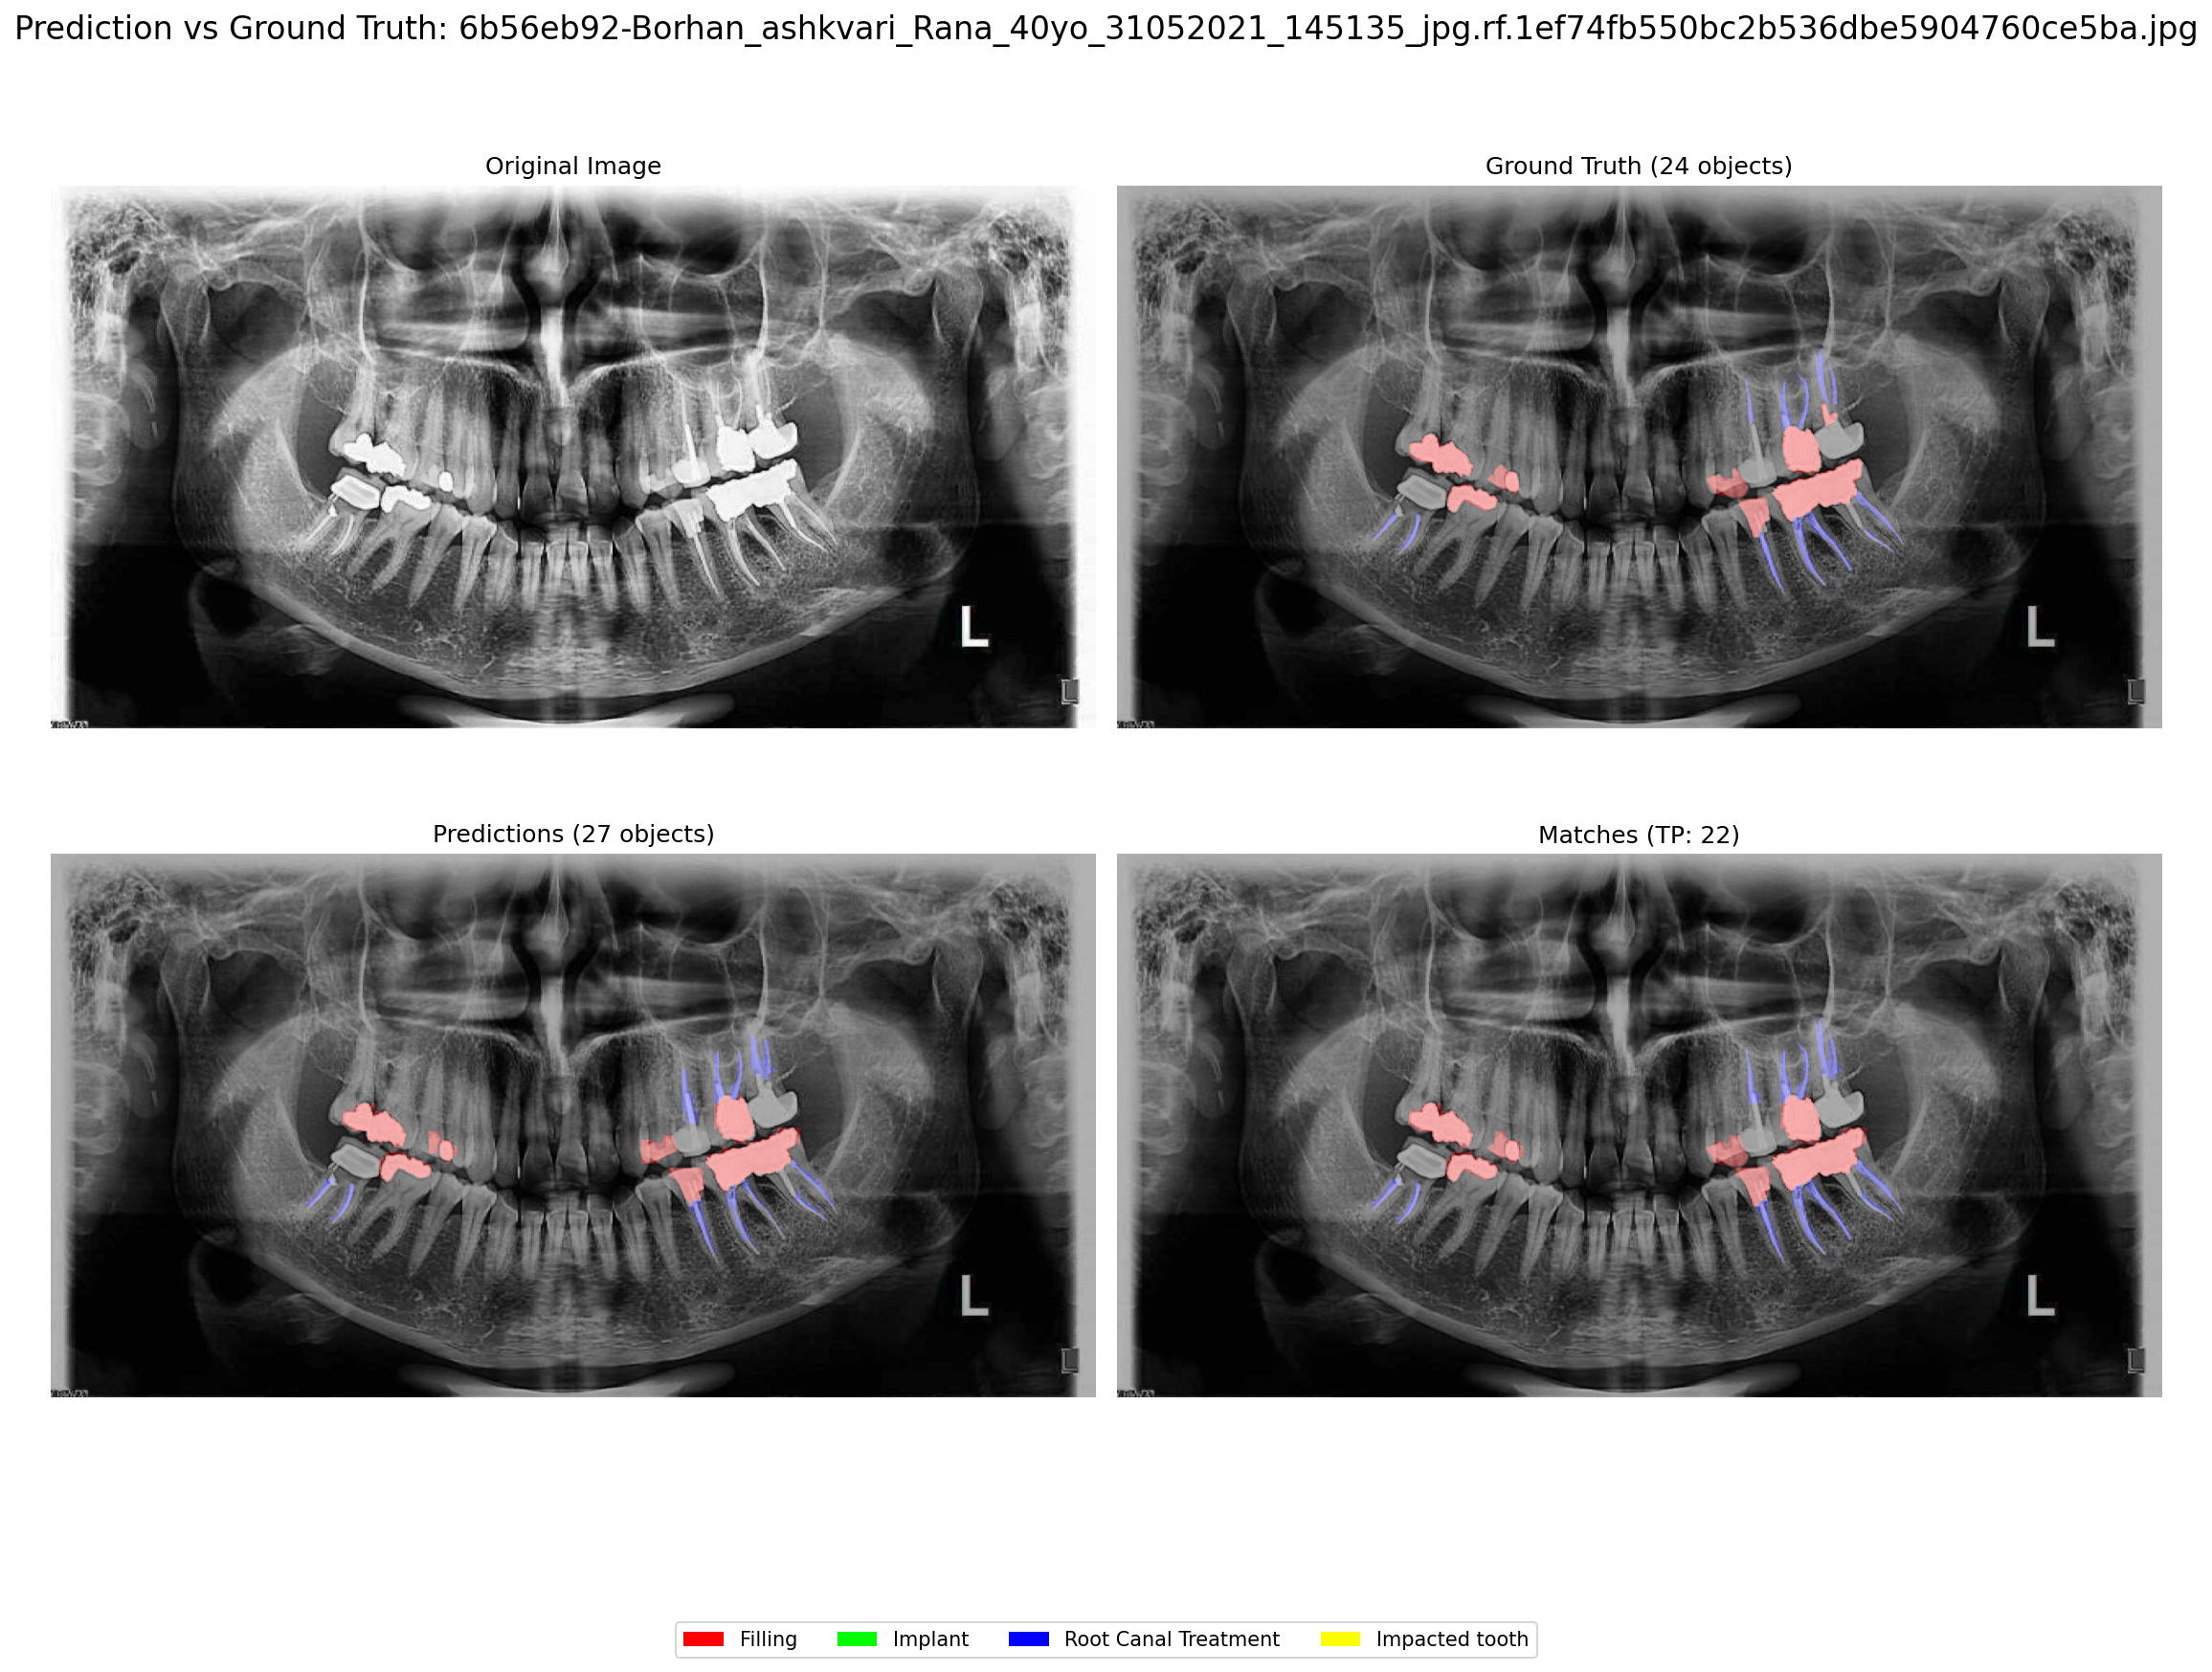 Prediction vs Ground Truth: 6b56eb92-Borhan_ashkvari_Rana_40yo_31052021_145135_jpg.rf.1ef74fb550bc2b536dbe5904760ce5ba.jpg
Original Image
Ground Truth (24 objects)
L
L
L
L
Predictions (27 objects)
Matches (TP: 22)
L
L
L
L
Filling
Implant
Root Canal Treatment
Impacted tooth